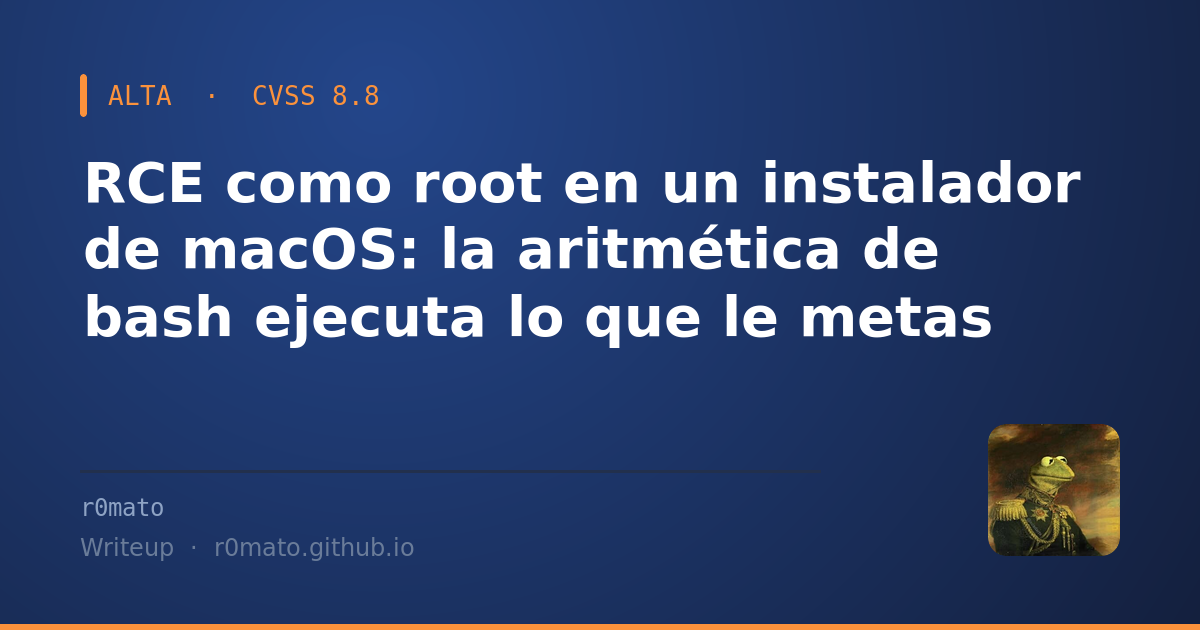 ALTA · CVSS 8.8
RCE como root en un instalador
de macOS: la aritmética de
bash ejecuta lo que le metas
r0mato
Writeup · r0mato.github.io